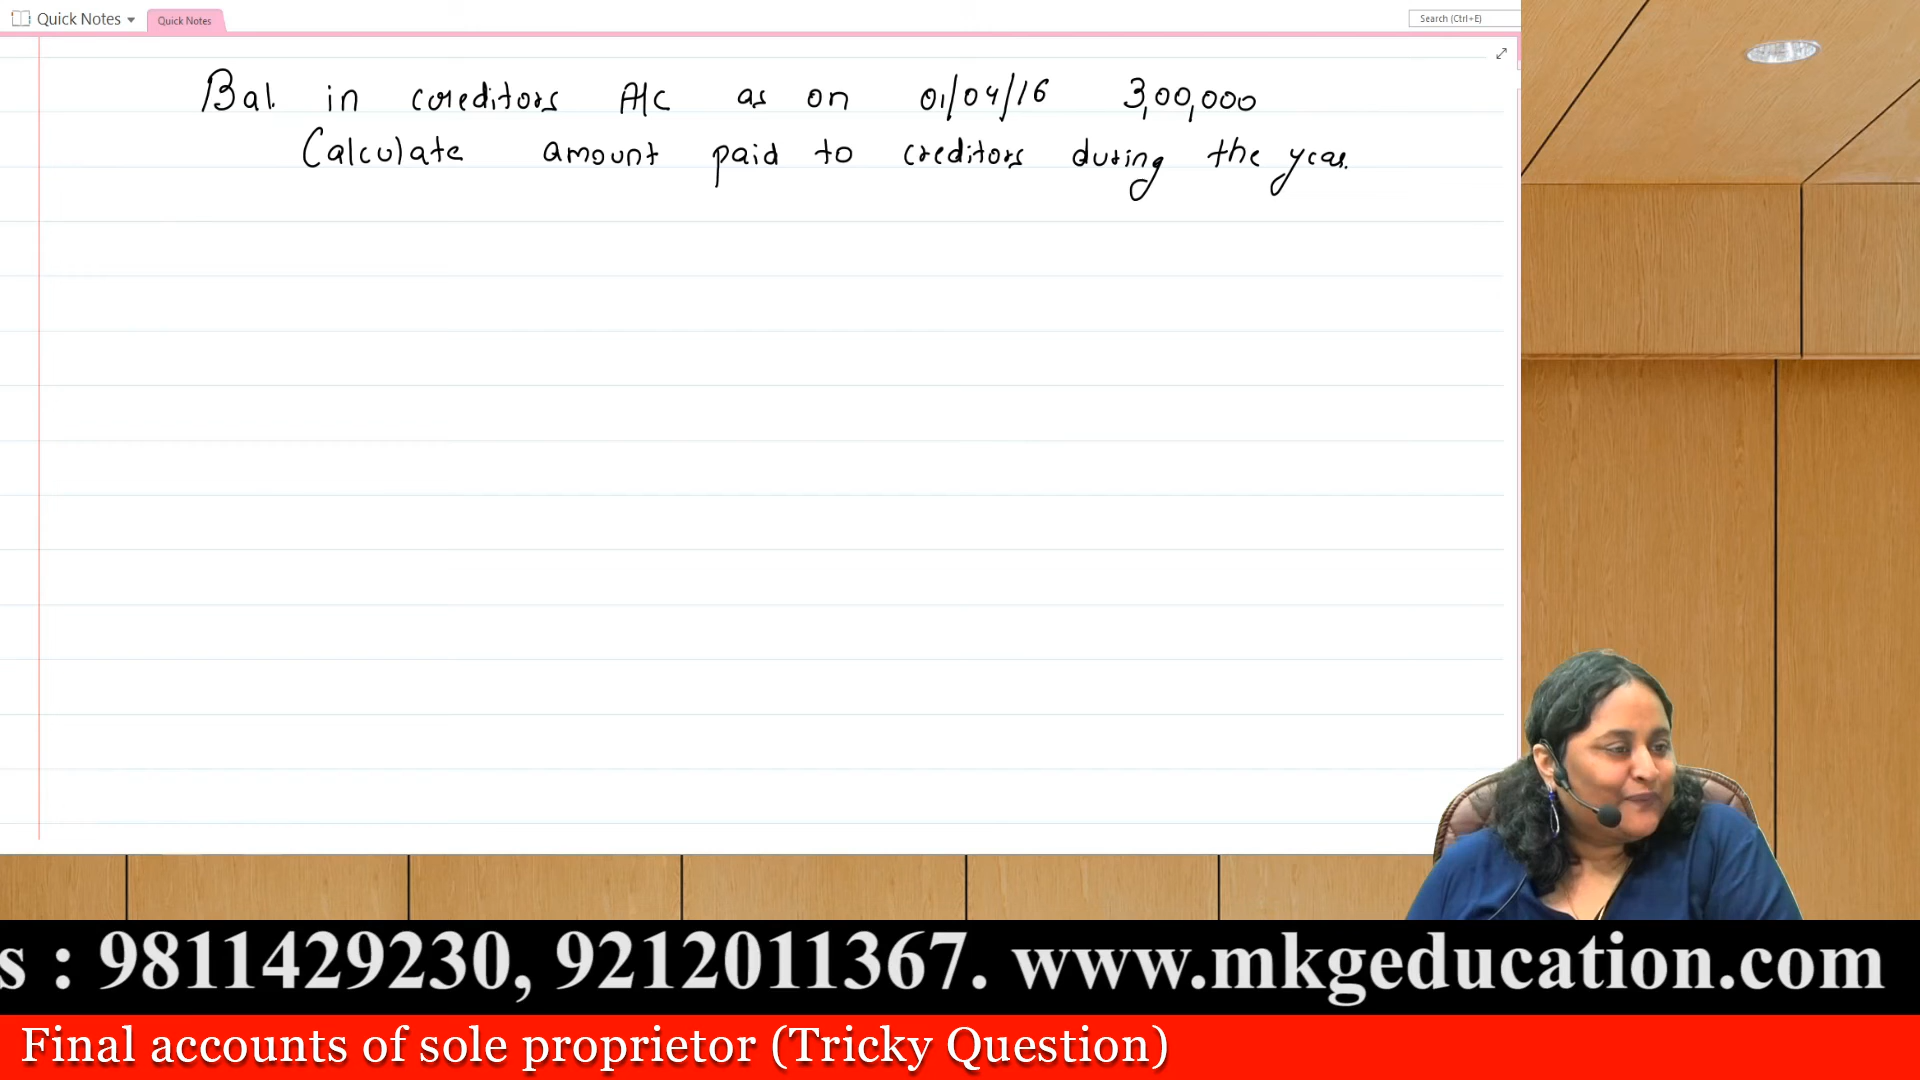 Quick Notes
Quick Notes
Search (Ctrl+E)
Bal. in creditors A/c as on 01/04/16 3,00,000
Calculate amount paid to creditors during the year.
s : 9811429230, 9212011367. www.mkgeducation.com
Final accounts of sole proprietor (Tricky Question)